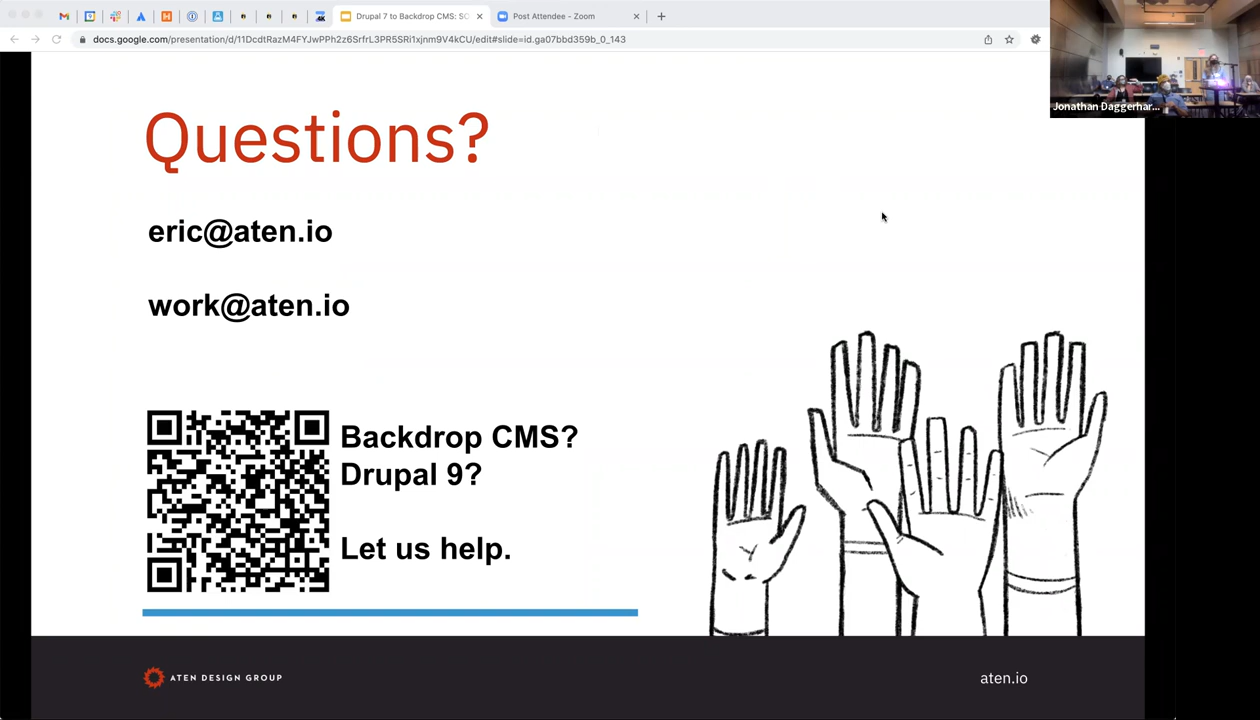 Drupal 7 to Backdrop CMS: SC
Post Attendee - Zoom
docs.google.com/presentation/d/11DcdtRazM4FYJwPPh2z6SrfrL3PR5SRi1xjnm9V4kCU/edit#slide=id.ga07bbd359b_0_143
Jonathan Daggerhar...
Questions?
eric@aten.io
work@aten.io
Backdrop CMS?
Drupal 9?
Let us help.
ATEN DESIGN GROUP
aten.io